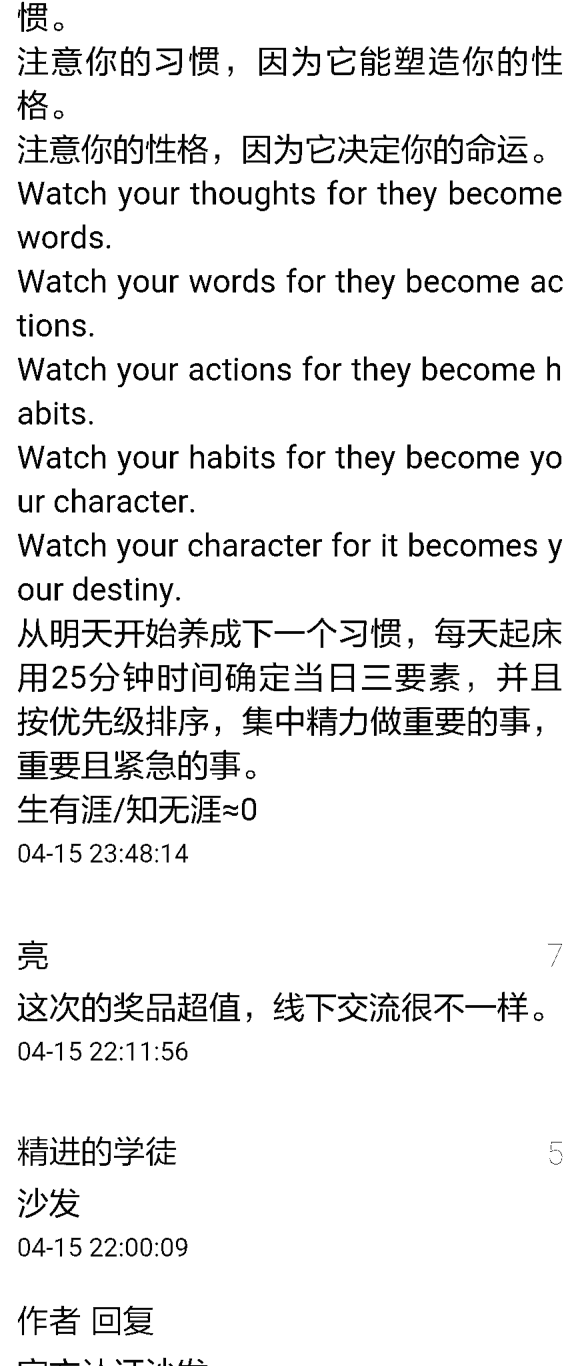 惯。
注意你的习惯，因为它能塑造你的性
格。
注意你的性格，因为它决定你的命运。
Watch your thoughts for they become
words.
Watch your words for they become ac
tions.
Watch your actions for they become h
abits.
Watch your habits for they become yo
ur character.
Watch your character for it becomes y
our destiny.
从明天开始养成下一个习惯，每天起床
用25分钟时间确定当日三要素，并且
按优先级排序，集中精力做重要的事，
重要且紧急的事。
生有涯/知无涯≈0
04-15 23:48:14
亮 7
这次的奖品超值，线下交流很不一样。
04-15 22:11:56
精进的学徒 5
沙发
04-15 22:00:09
作者 回复